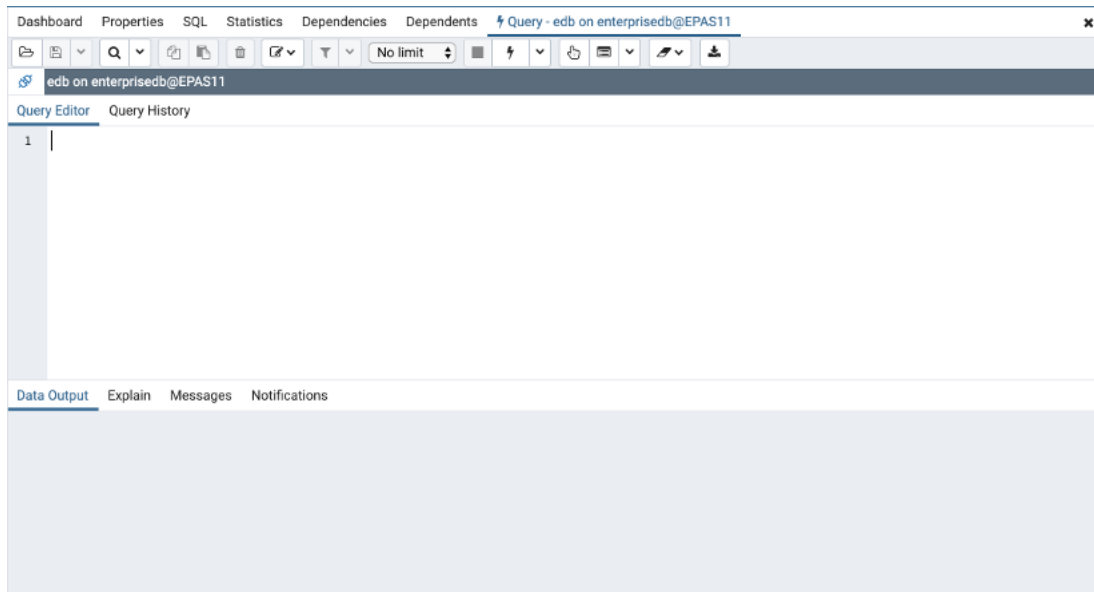 Dashboard Properties SQL Statistics Dependencies Dependents Query - edb on enterprisedb@EPAS11
No limit
edb on enterprisedb@EPAS11
Query Editor Query History
1
Data Output Explain Messages Notifications